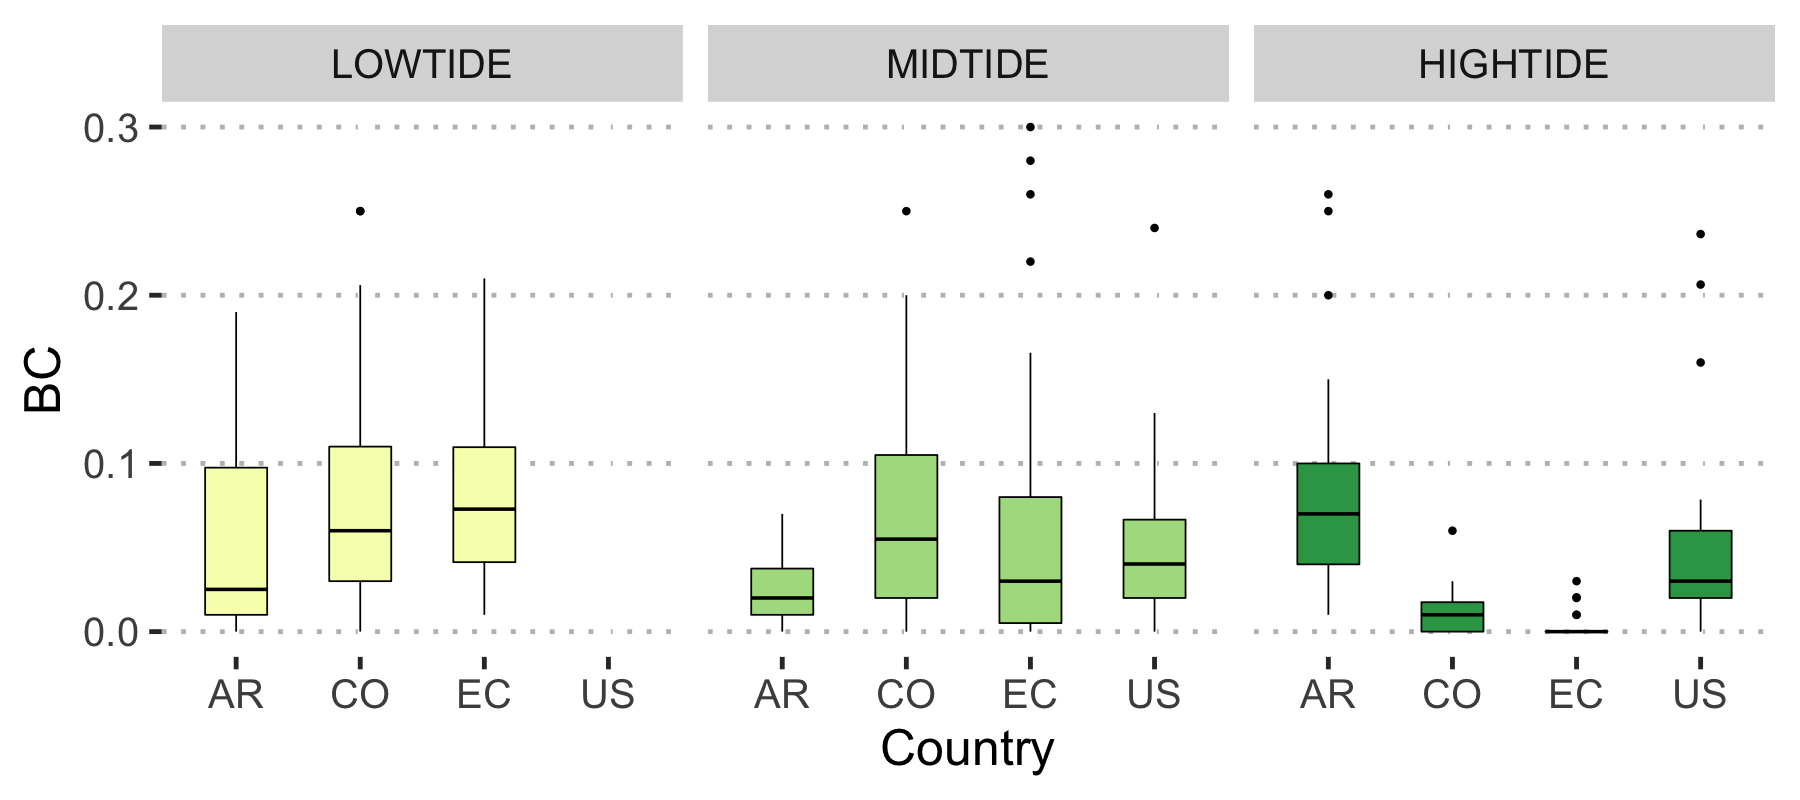 LOWTIDE MIDTIDE HIGHTIDE
0.3
0.2
0.1
0.0
BC
AR CO EC US AR CO EC US AR CO EC US
Country